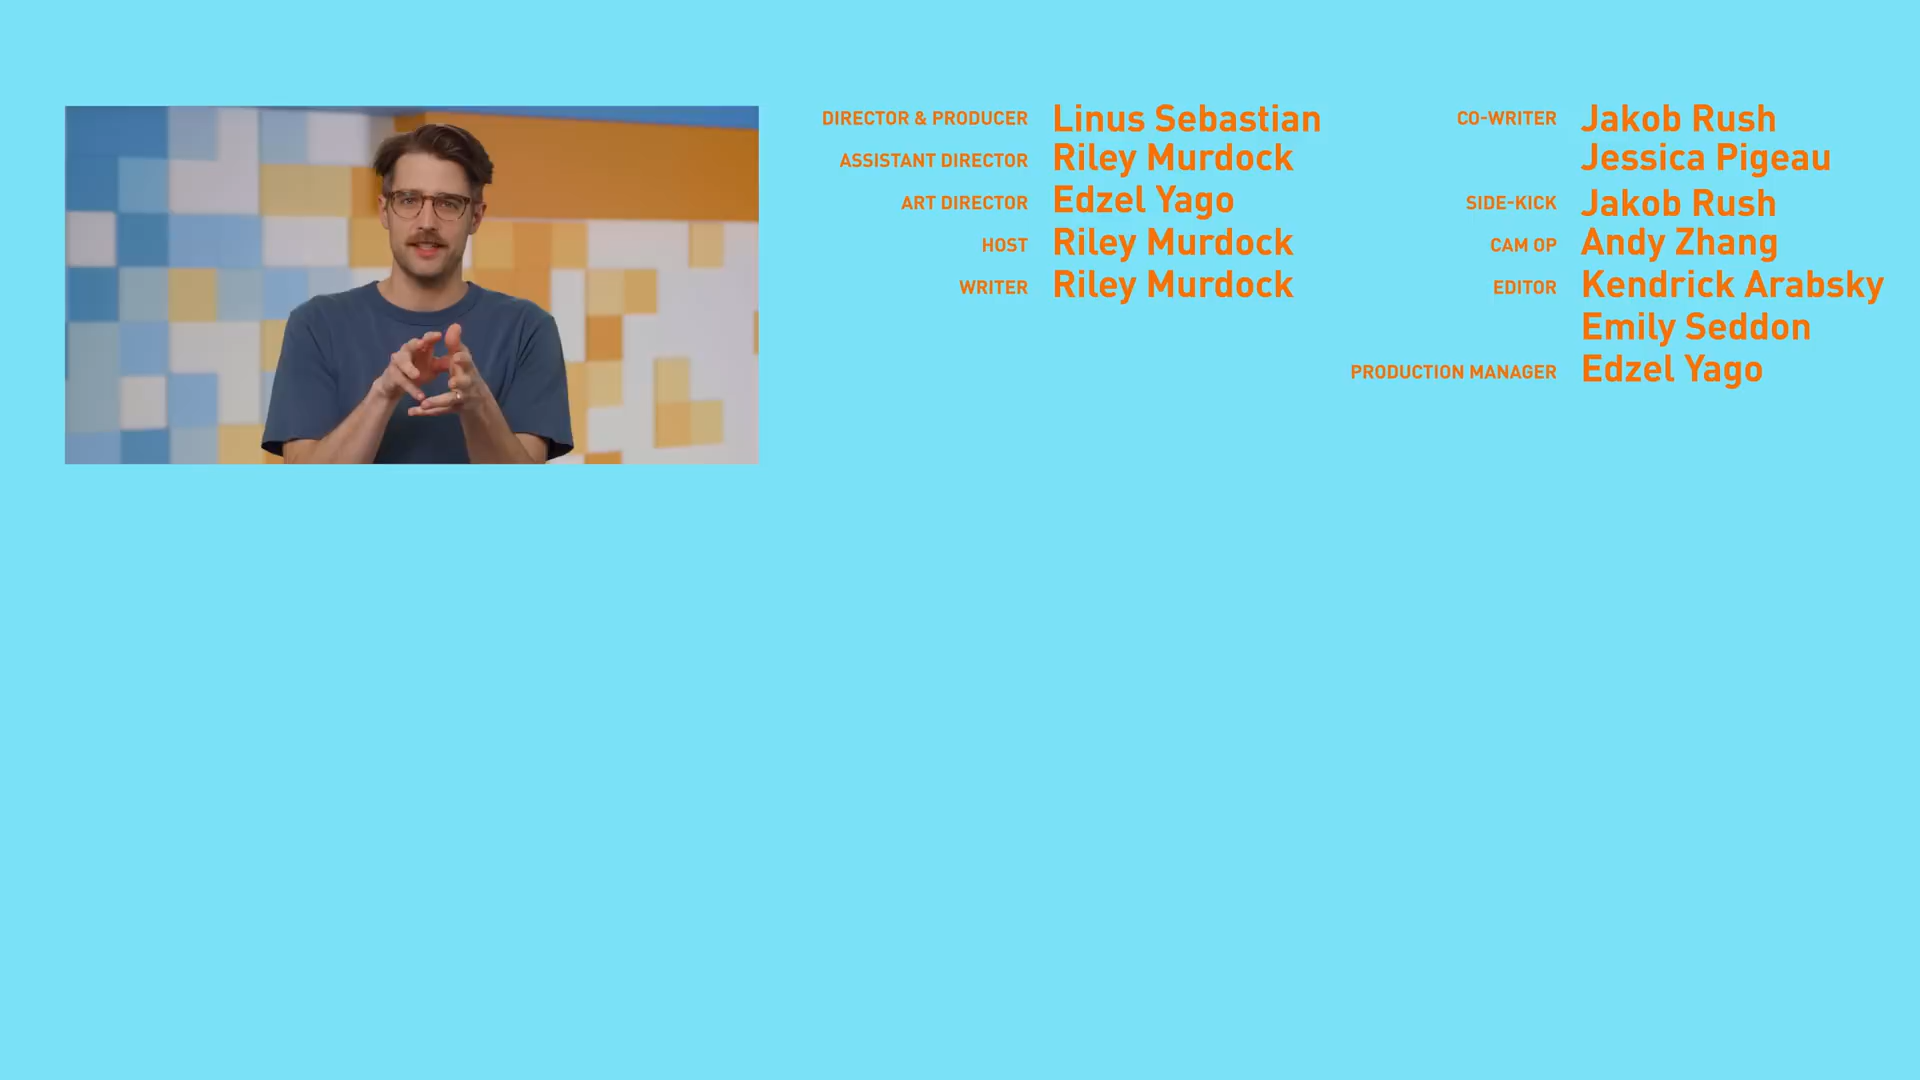 DIRECTOR & PRODUCER Linus Sebastian
ASSISTANT DIRECTOR Riley Murdock
ART DIRECTOR Edzel Yago
HOST Riley Murdock
WRITER Riley Murdock
CO-WRITER Jakob Rush
Jessica Pigeau
SIDE-KICK Jakob Rush
CAM OP Andy Zhang
EDITOR Kendrick Arabsky
Emily Seddon
PRODUCTION MANAGER Edzel Yago